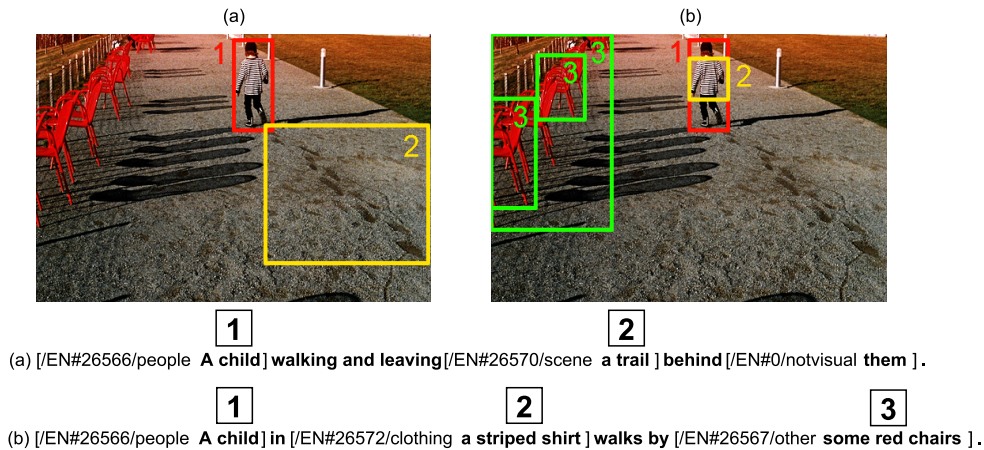 (a) (b)
1 2
3 3 3 1 2
1 2
(a) [/EN#26566/people A child] walking and leaving [/EN#26570/scene a trail ] behind [/EN#0/notvisual them ] .
1 2 3
(b) [/EN#26566/people A child] in [/EN#26572/clothing a striped shirt ] walks by [/EN#26567/other some red chairs ] .